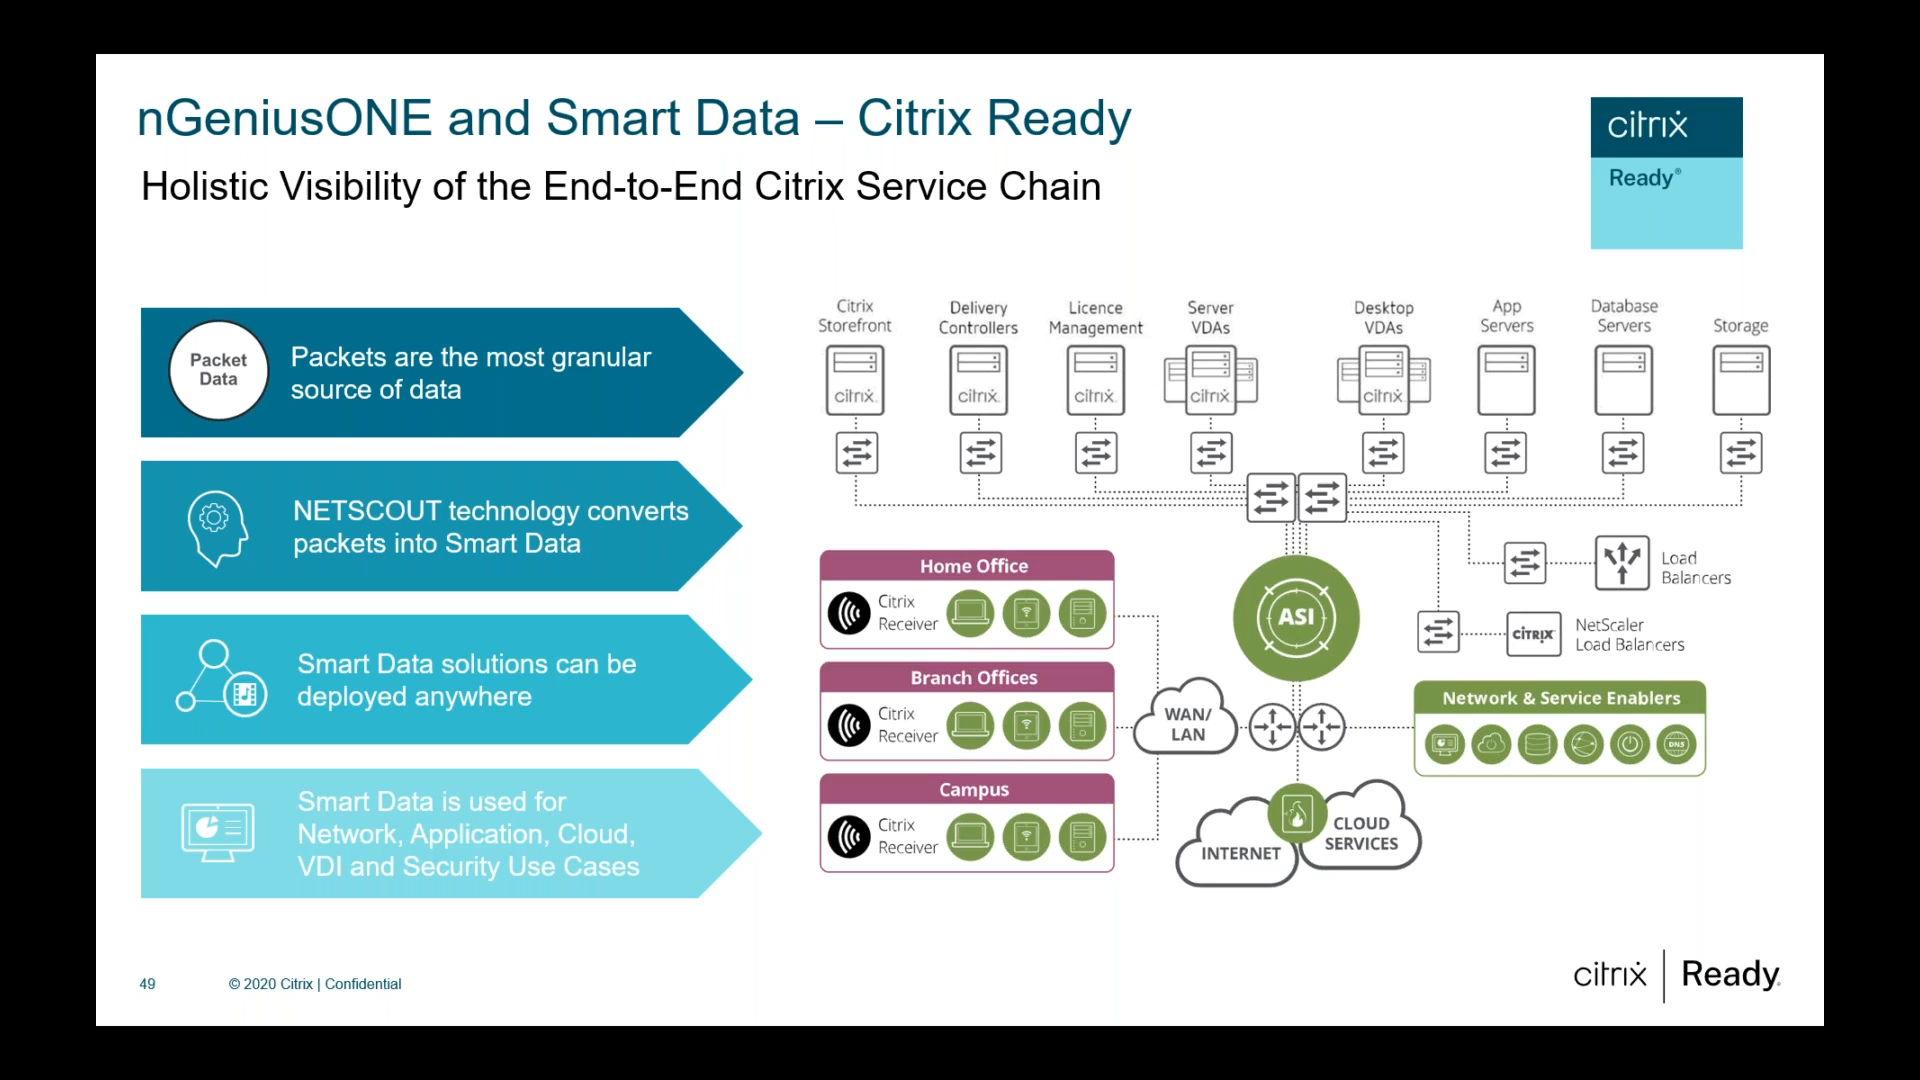 nGeniusONE and Smart Data – Citrix Ready
Holistic Visibility of the End-to-End Citrix Service Chain
citrix
Ready®
Packet
Data
Packets are the most granular
source of data
NETSCOUT technology converts
packets into Smart Data
Smart Data solutions can be
deployed anywhere
Smart Data is used for
Network, Application, Cloud,
VDI and Security Use Cases
Citrix
Storefront
Delivery
Controllers
Licence
Management
Server
VDAs
Desktop
VDAs
App
Servers
Database
Servers
Storage
citrix
citrix
citrix
citrix
citrix
Load
Balancers
CITRIX
NetScaler
Load Balancers
ASI
Home Office
Citrix
Receiver
Branch Offices
Citrix
Receiver
Campus
Citrix
Receiver
WAN/
LAN
Network & Service Enablers
DNS
INTERNET
CLOUD
SERVICES
49
© 2020 Citrix | Confidential
citrix | Ready